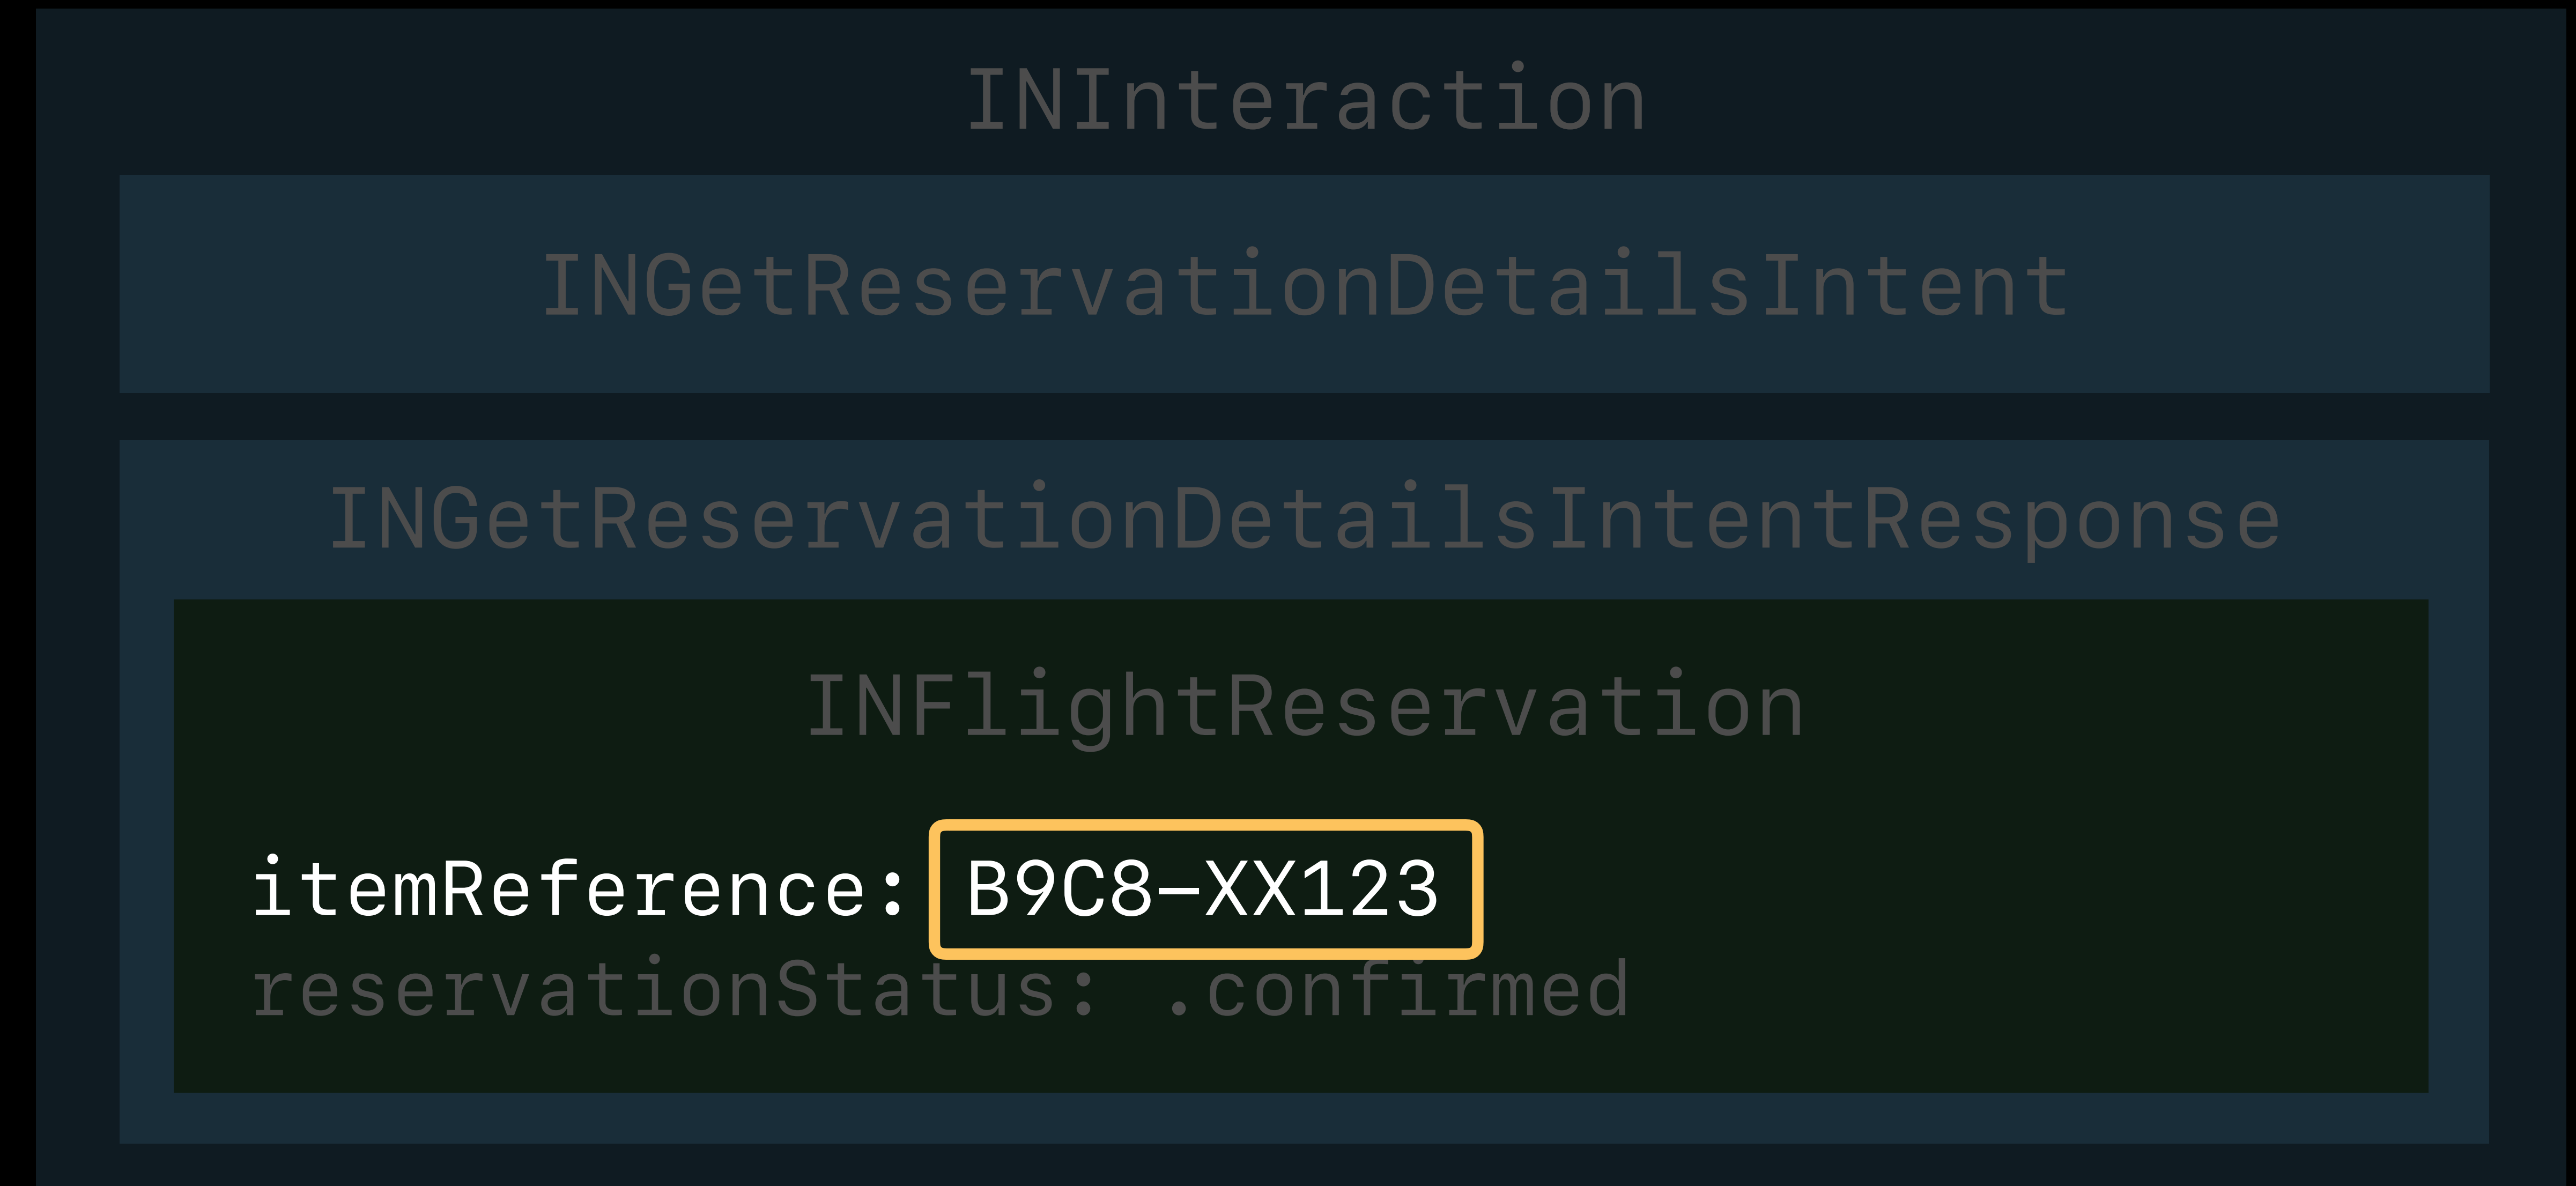 INInteraction
INGetReservationDetailsIntent
INGetReservationDetailsIntentResponse
INFlightReservation
itemReference: B9C8–XX123
reservationStatus: .confirmed